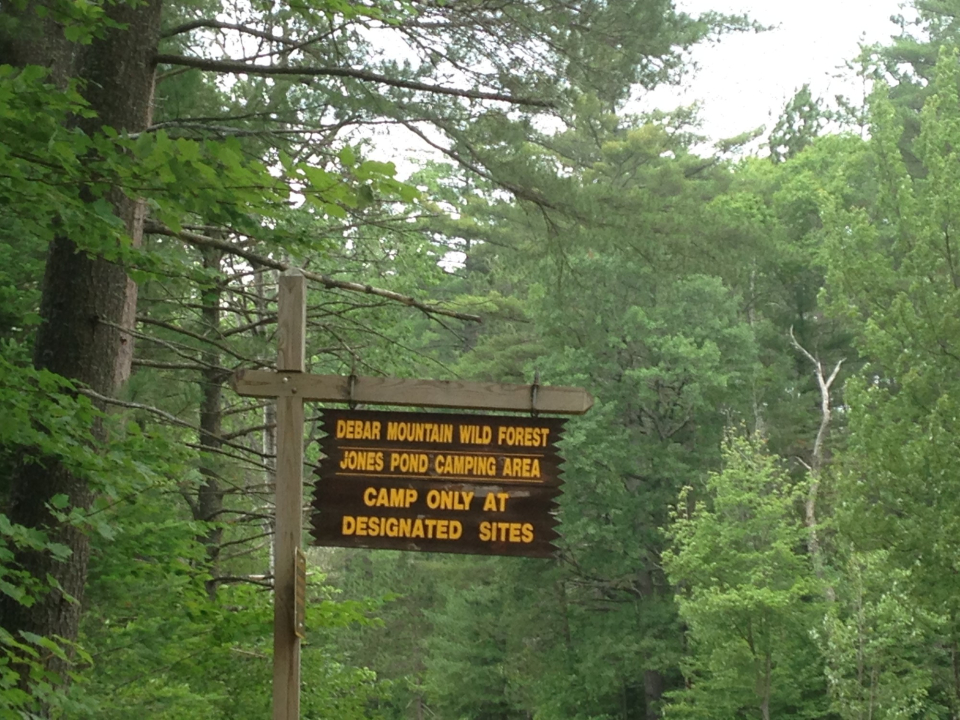 DEBAR MOUNTAIN WILD FOREST
JONES POND CAMPING AREA
CAMP ONLY AT
DESIGNATED SITES